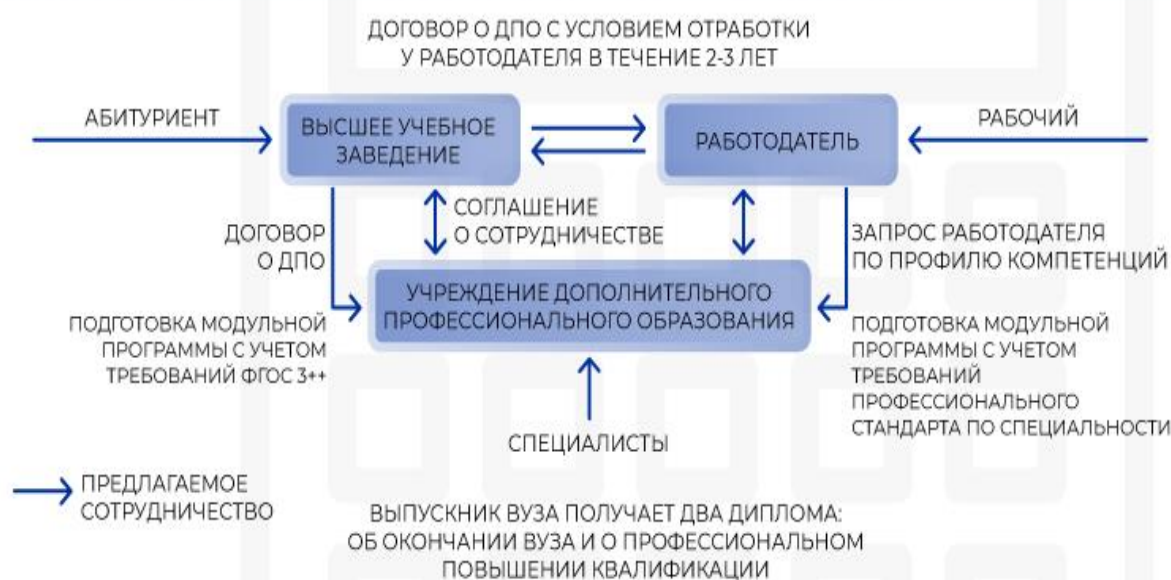 ДОГОВОР О ДПО С УСЛОВИЕМ ОТРАБОТКИ
У РАБОТОДАТЕЛЯ В ТЕЧЕНИЕ 2-3 ЛЕТ
АБИТУРИЕНТ
ВЫСШЕЕ УЧЕБНОЕ
ЗАВЕДЕНИЕ
РАБОТОДАТЕЛЬ
РАБОЧИЙ
ДОГОВОР
О ДПО
СОГЛАШЕНИЕ
О СОТРУДНИЧЕСТВЕ
ЗАПРОС РАБОТОДАТЕЛЯ
ПО ПРОФИЛЮ КОМПЕТЕНЦИЙ
УЧРЕЖДЕНИЕ ДОПОЛНИТЕЛЬНОГО
ПРОФЕССИОНАЛЬНОГО ОБРАЗОВАНИЯ
ПОДГОТОВКА МОДУЛЬНОЙ
ПРОГРАММЫ С УЧЕТОМ
ТРЕБОВАНИЙ ФГОС 3++
ПОДГОТОВКА МОДУЛЬНОЙ
ПРОГРАММЫ С УЧЕТОМ
ТРЕБОВАНИЙ
ПРОФЕССИОНАЛЬНОГО
СТАНДАРТА ПО СПЕЦИАЛЬНОСТИ
СПЕЦИАЛИСТЫ
ПРЕДЛАГАЕМОЕ
СОТРУДНИЧЕСТВО
ВЫПУСКНИК ВУЗА ПОЛУЧАЕТ ДВА ДИПЛОМА:
ОБ ОКОНЧАНИИ ВУЗА И О ПРОФЕССИОНАЛЬНОМ
ПОВЫШЕНИИ КВАЛИФИКАЦИИ